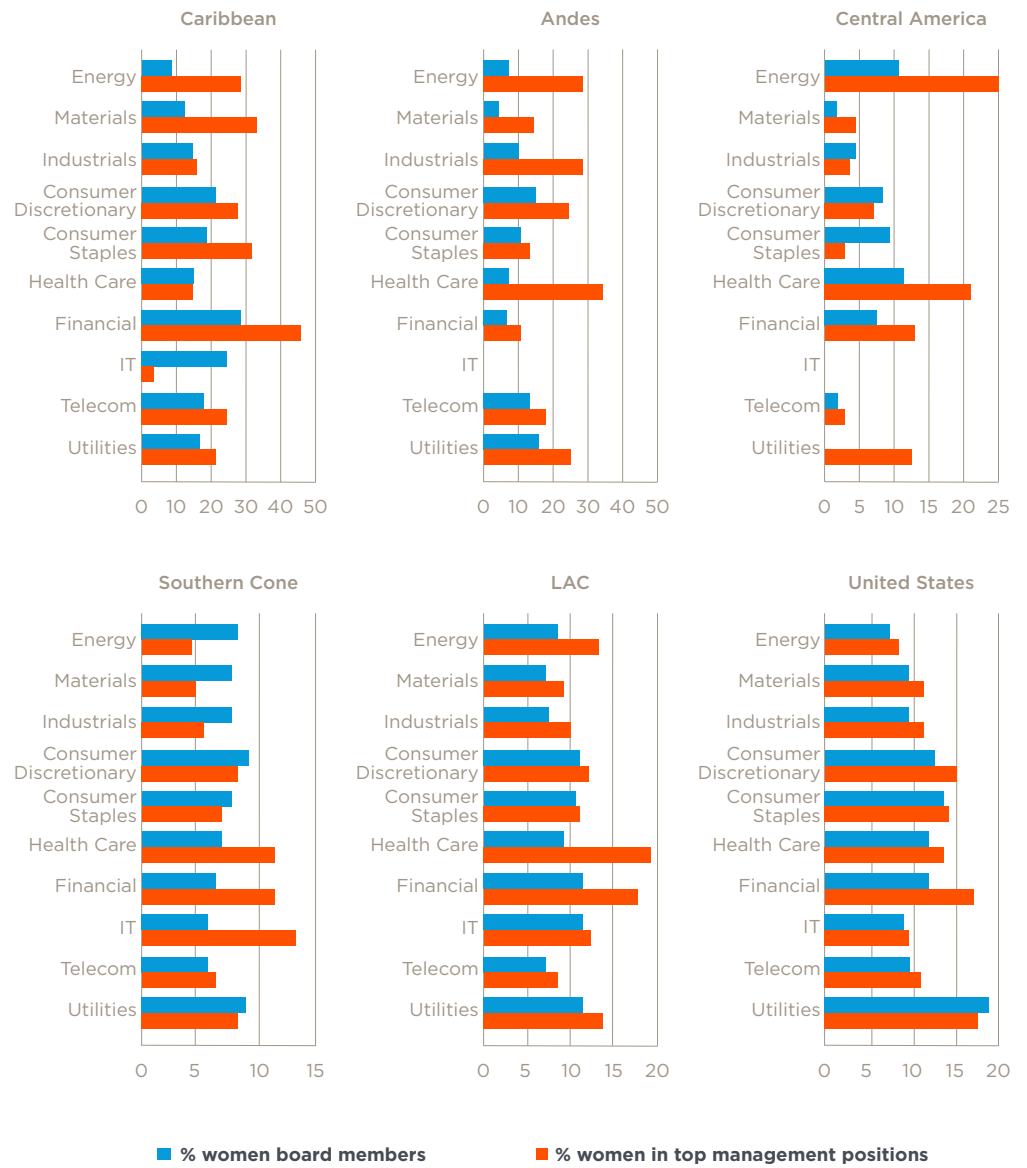 Caribbean
Energy
Materials
Industrials
Consumer
Discretionary
Consumer
Staples
Health Care
Financial
IT
Telecom
Utilities
0 10 20 30 40 50
Andes
Energy
Materials
Industrials
Consumer
Discretionary
Consumer
Staples
Health Care
Financial
IT
Telecom
Utilities
0 10 20 30 40 50
Central America
Energy
Materials
Industrials
Consumer
Discretionary
Consumer
Staples
Health Care
Financial
IT
Telecom
Utilities
0 5 10 15 20 25
Southern Cone
Energy
Materials
Industrials
Consumer
Discretionary
Consumer
Staples
Health Care
Financial
IT
Telecom
Utilities
0 5 10 15
LAC
Energy
Materials
Industrials
Consumer
Discretionary
Consumer
Staples
Health Care
Financial
IT
Telecom
Utilities
0 5 10 15 20
United States
Energy
Materials
Industrials
Consumer
Discretionary
Consumer
Staples
Health Care
Financial
IT
Telecom
Utilities
0 5 10 15 20
% women board members
% women in top management positions